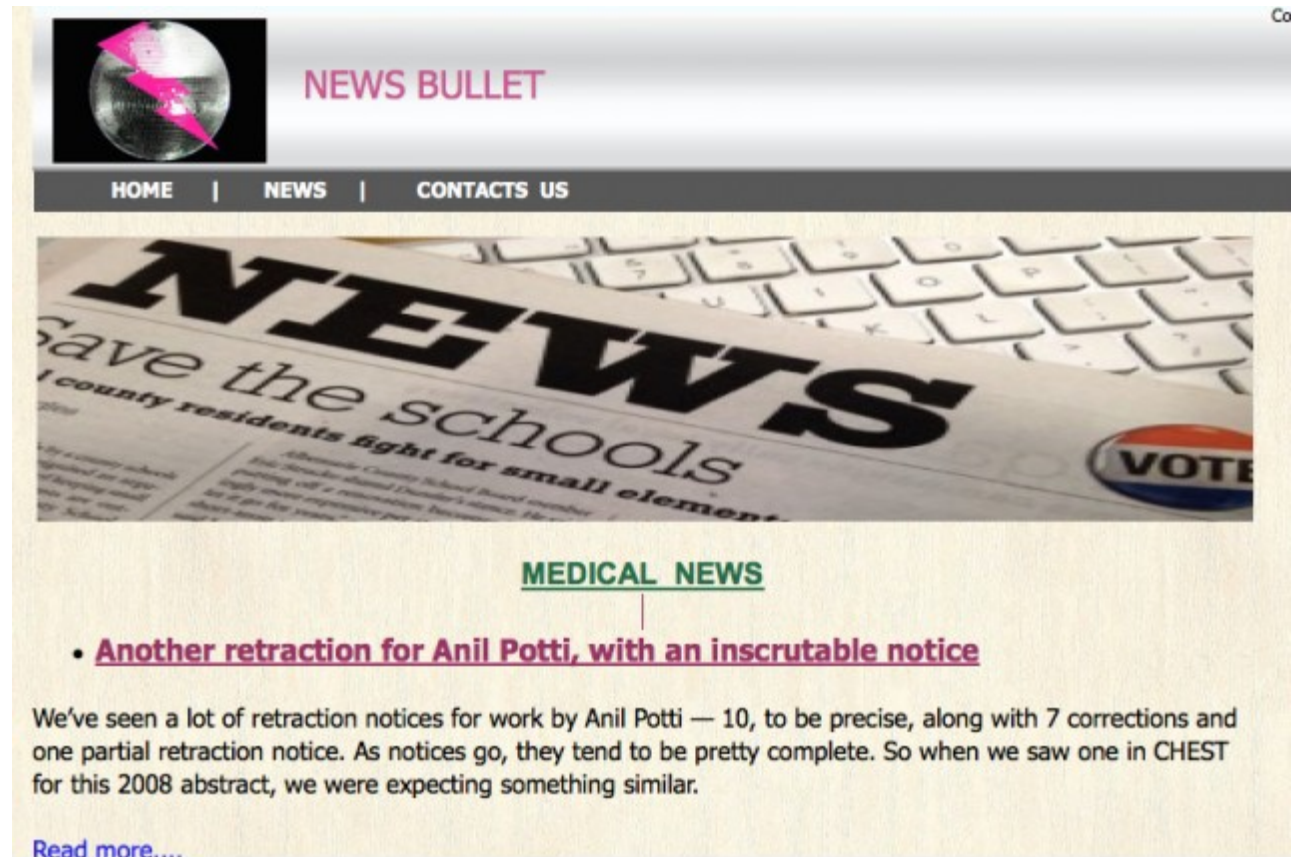 Co
NEWS BULLET
HOME | NEWS | CONTACTS US
NEWS
Save the schools
county residents fight for small element
VOTE
MEDICAL NEWS
Another retraction for Anil Potti, with an inscrutable notice
We've seen a lot of retraction notices for work by Anil Potti — 10, to be precise, along with 7 corrections and
one partial retraction notice. As notices go, they tend to be pretty complete. So when we saw one in CHEST
for this 2008 abstract, we were expecting something similar.
Read more....